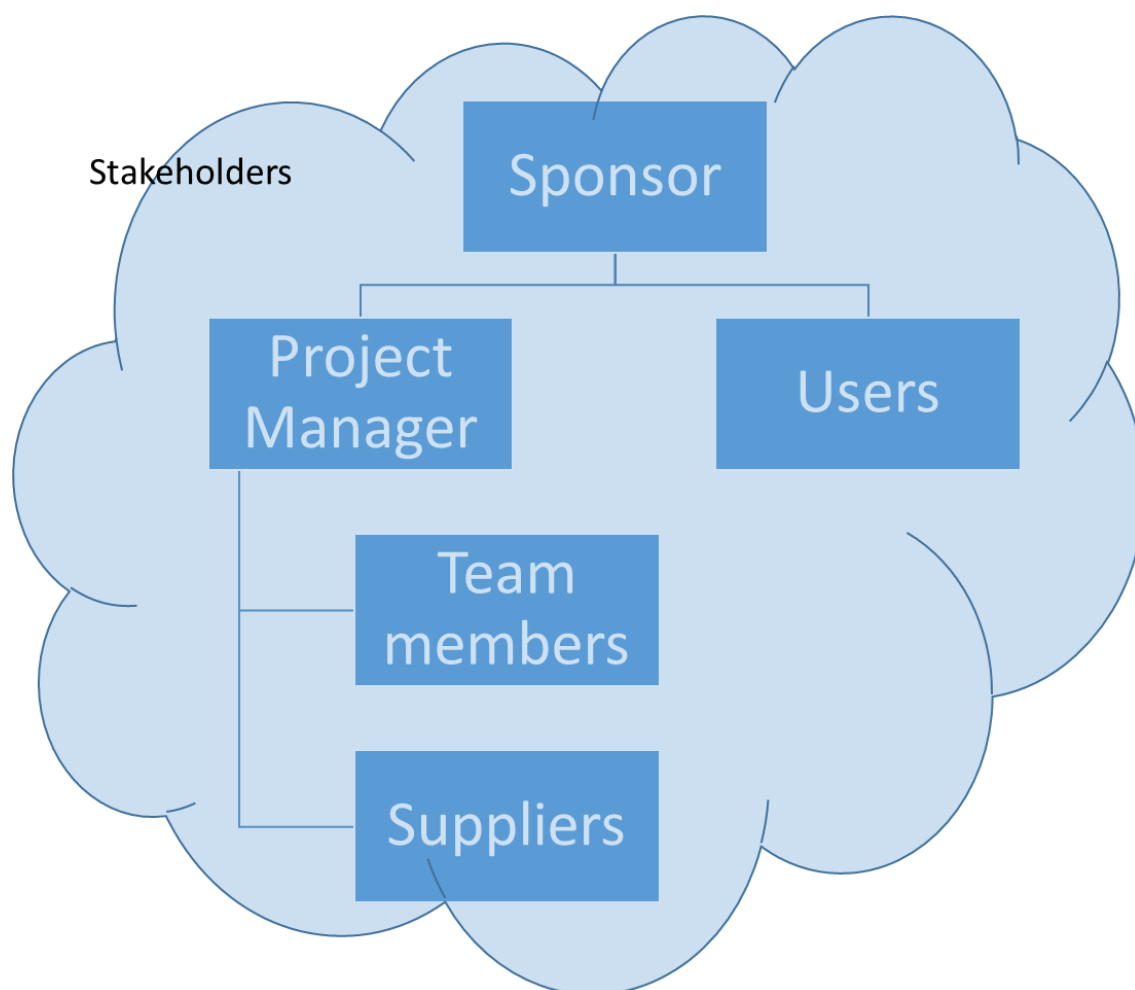 Stakeholders
Sponsor
Project
Manager
Users
Team
members
Suppliers